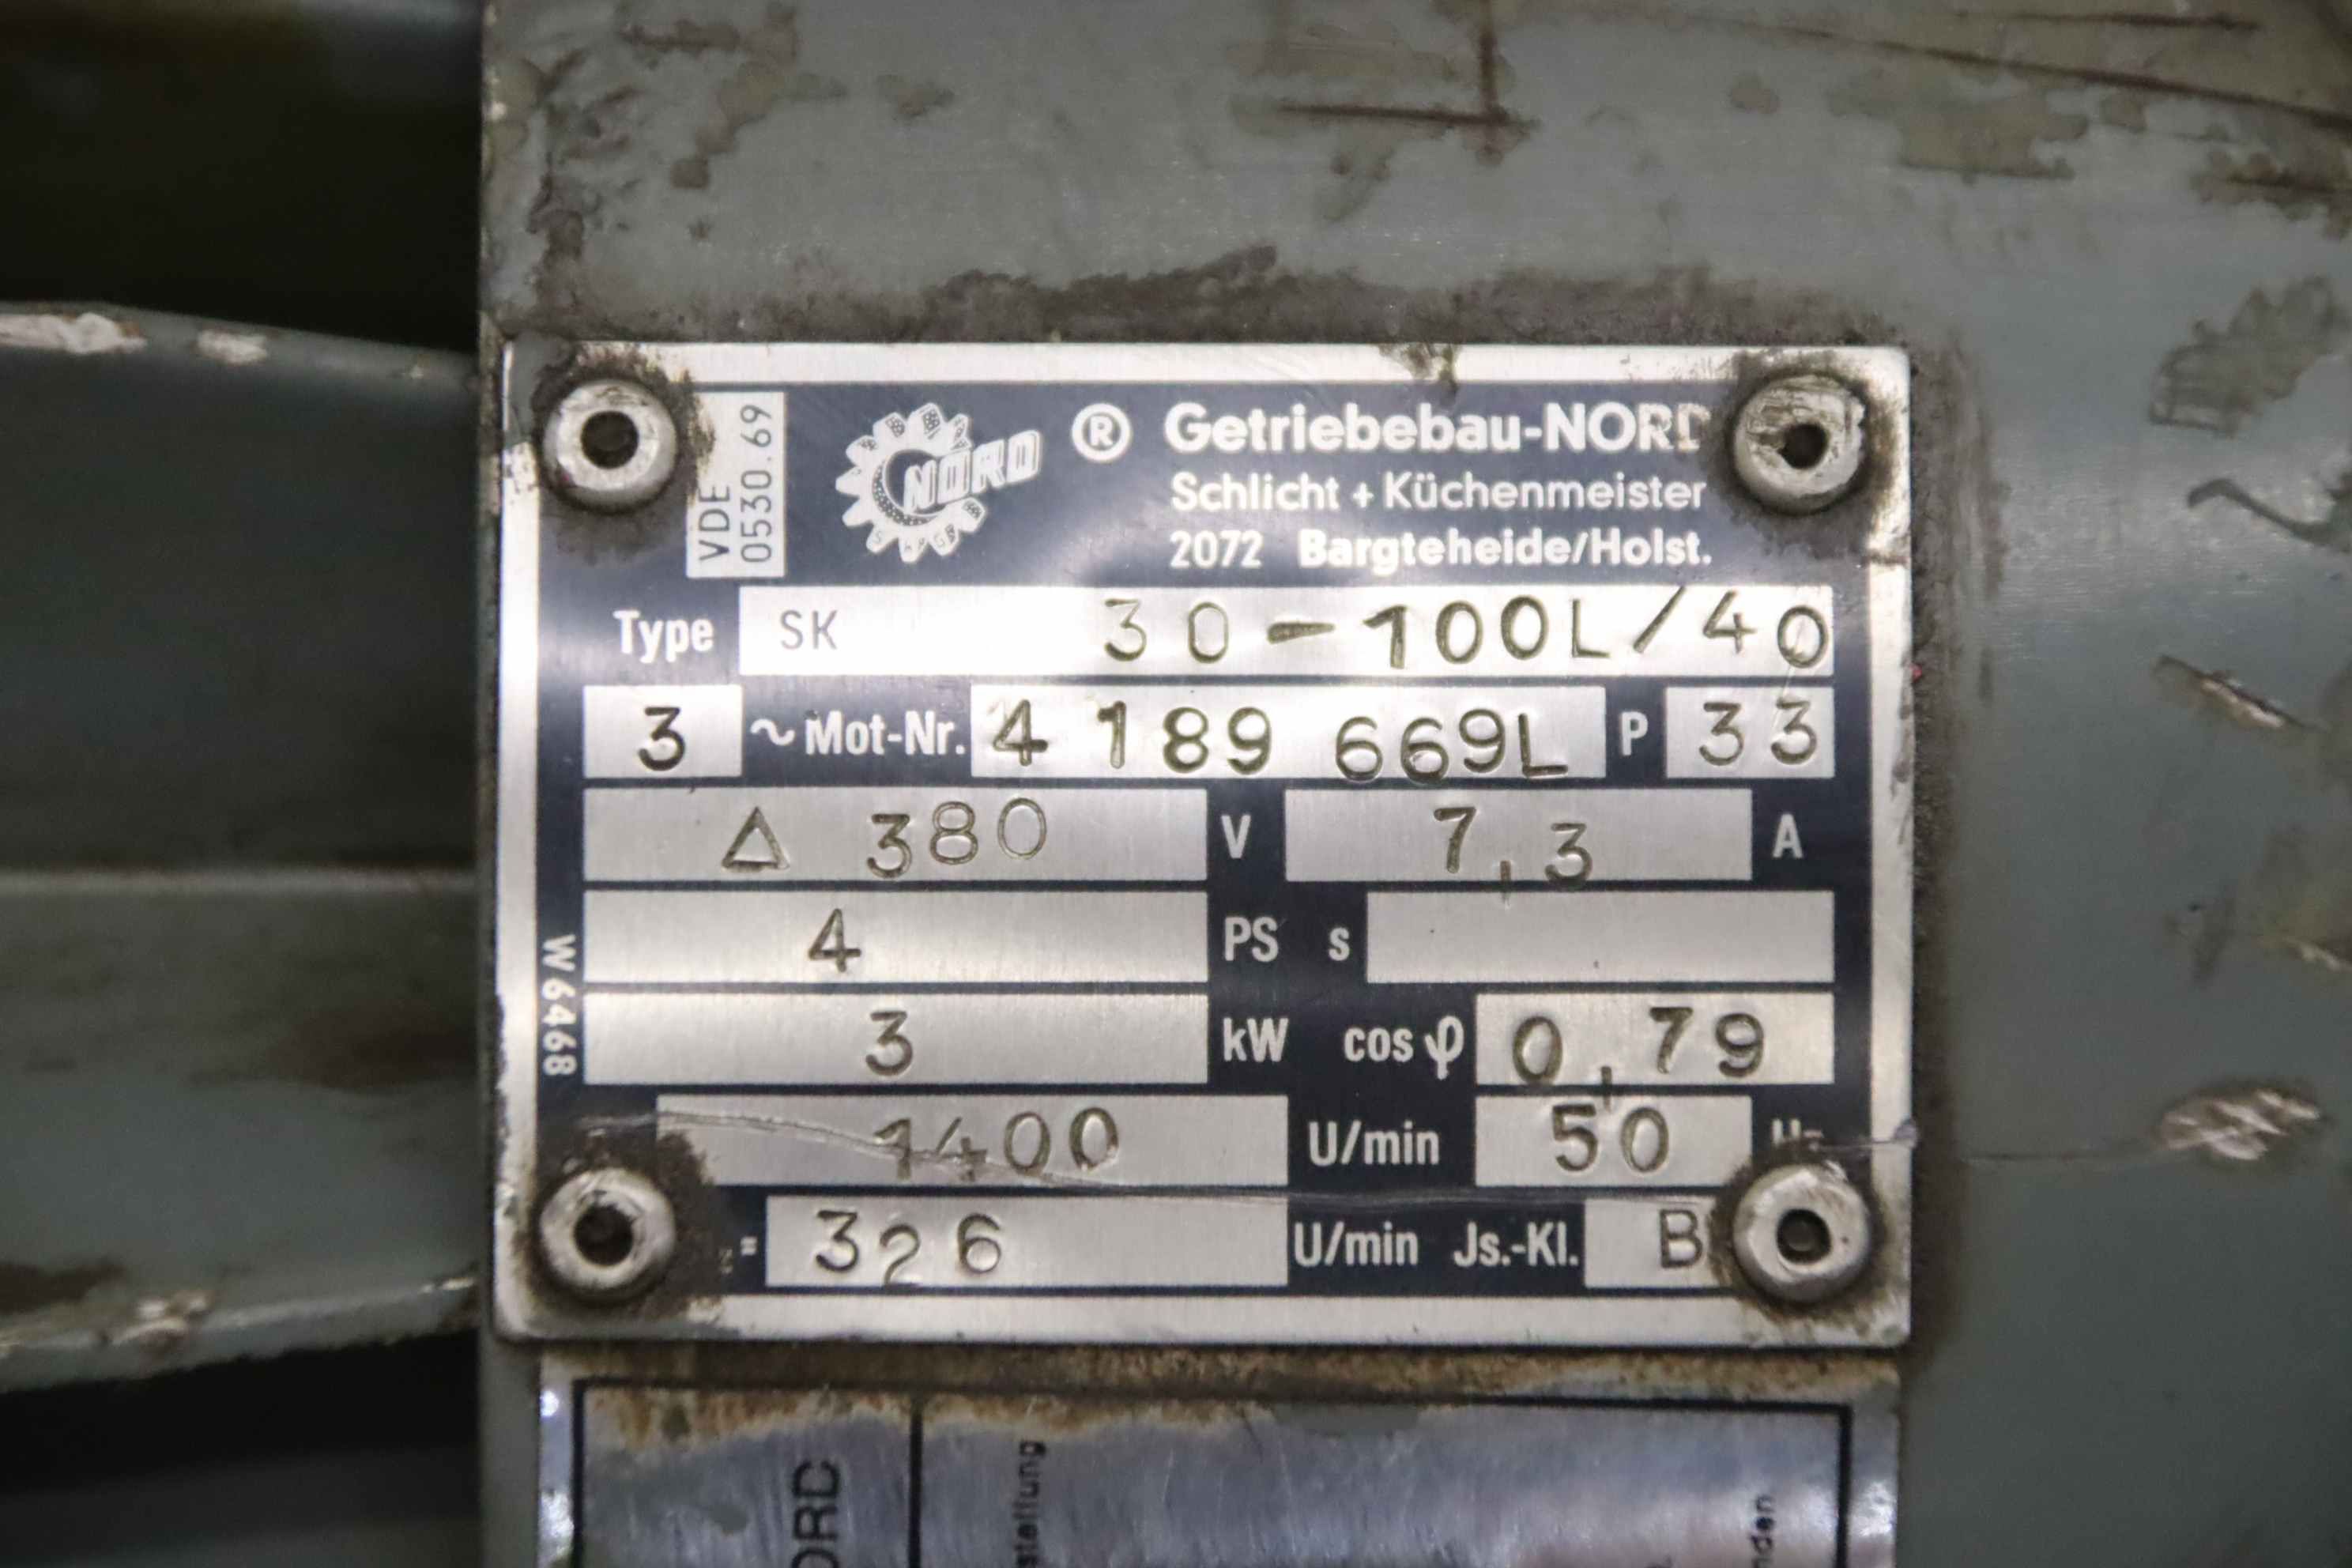 VDE
0530.69
NORD
® Getriebebau-NORD
Schlicht + Küchenmeister
2072 Bargteheide/Holst.
Type SK 30-100L/40
3 ~ Mot-Nr. 4 189 669L P 33
Δ 380 V 7,3 A
4 PS s
3 kW cos φ 0,79
1400 U/min 50 Hz
= 326 U/min Js.-Kl. B
W 6468